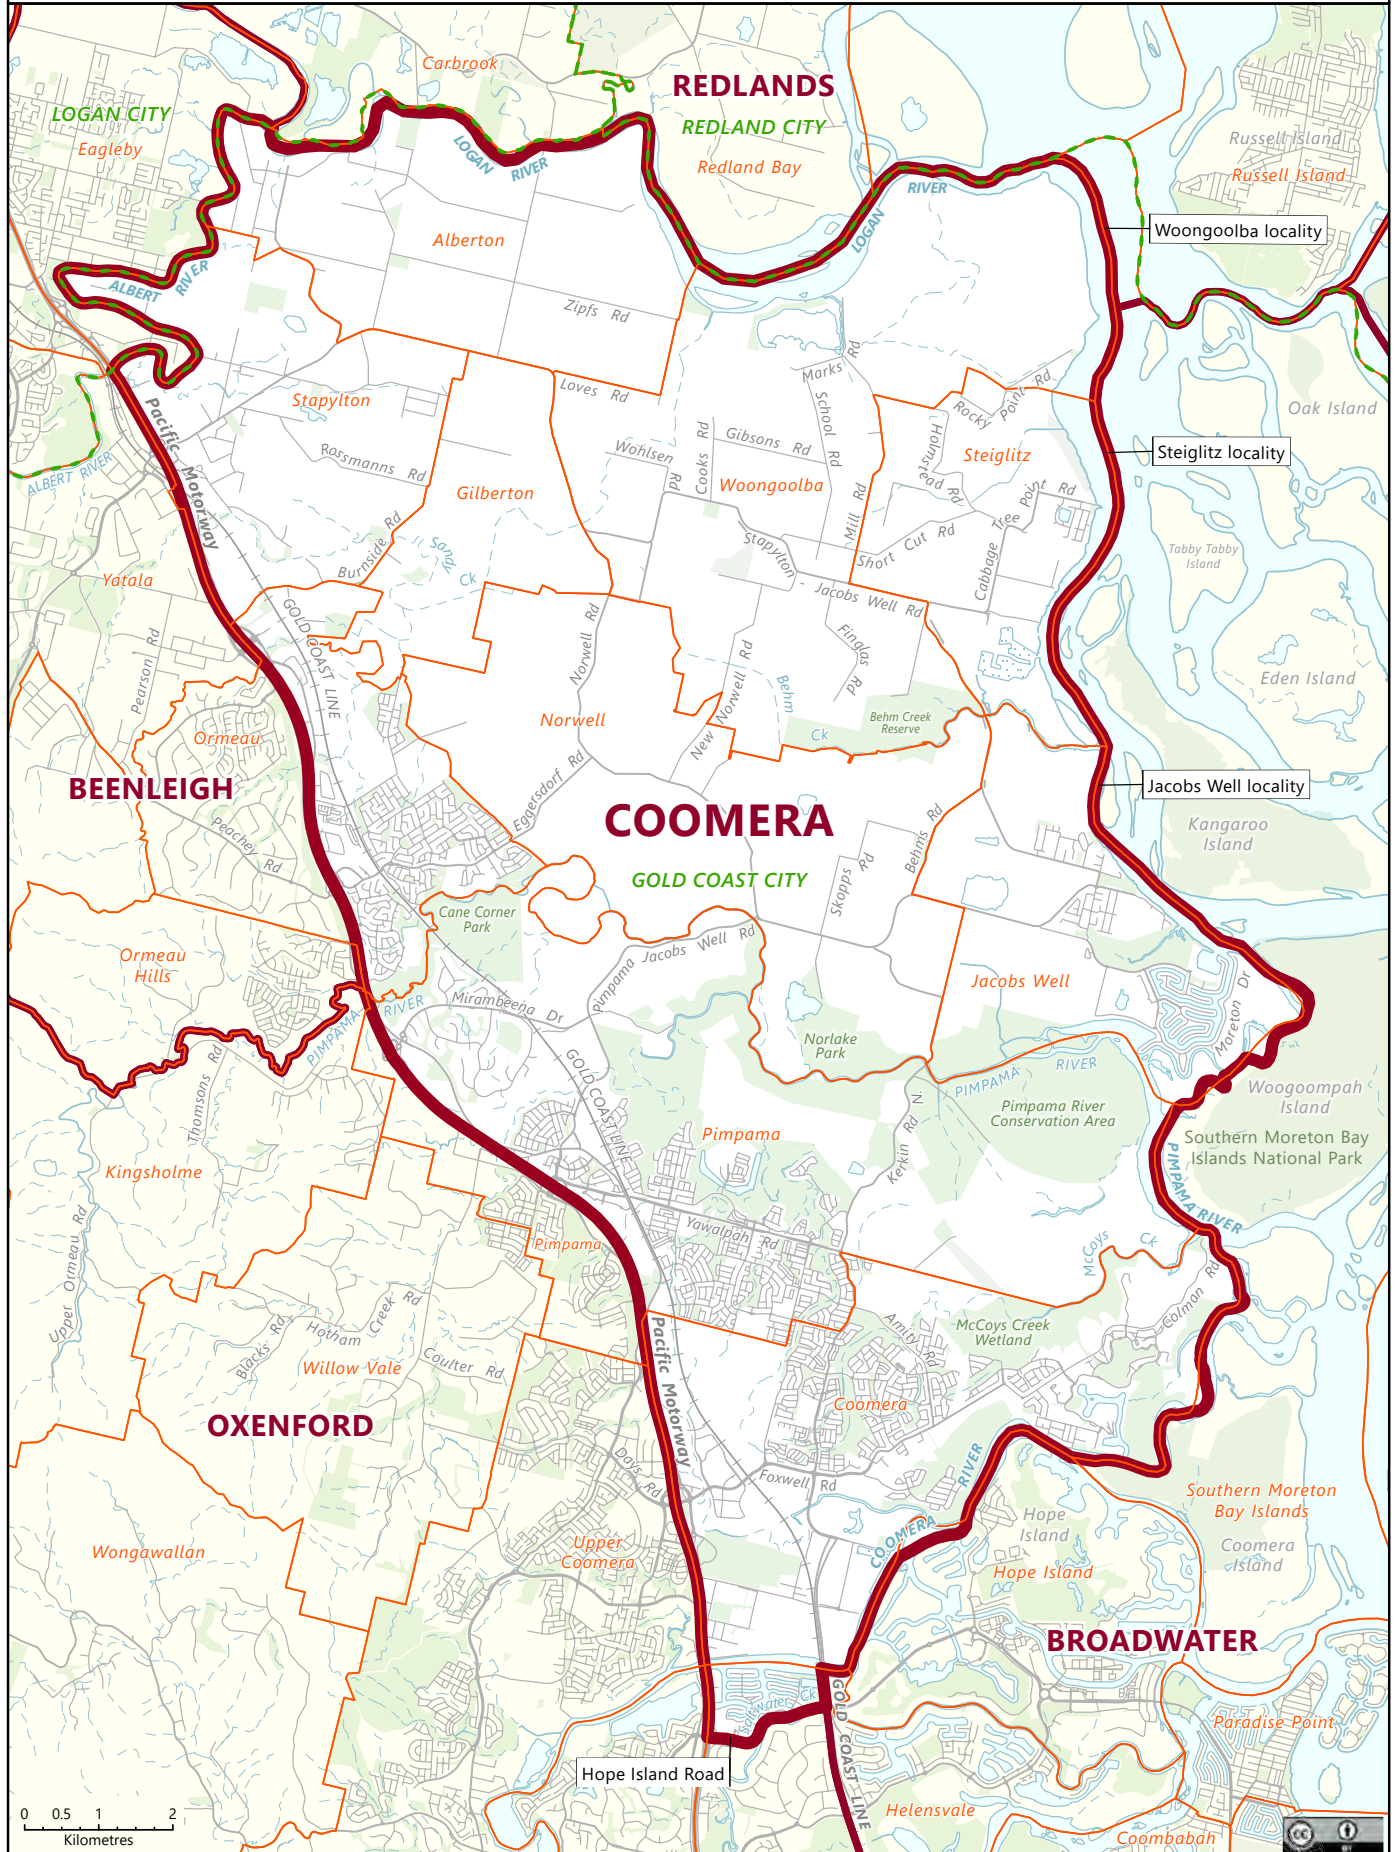 Carbrook
REDLANDS
LOGAN CITY
REDLAND CITY
Eagleby
Russell Island
LOGAN
RIVER
Redland Bay
Russell Island
RIVER
Woongoolba locality
LOGAN
Alberton
ALBERT
RIVER
Zipfs Rd
Marks Rd
Loves Rd
Rocky Point Rd
Stapylton
Oak Island
Pacific Motorway
School Rd
Gibsons Rd
Cooks Rd
Wohlsen
Rd
Homestead Rd
Steiglitz
Steiglitz locality
Rossmanns Rd
ALBERT RIVER
Gilberton
Woongoolba
Mill Rd
Cabbage Tree Point Rd
Burnside Rd
Sandy
Ck
Short Cut Rd
Tabby Tabby
Island
Yatala
Stapylton - Jacobs Well Rd
GOLD COAST LINE
Norwell Rd
Finglas
Rd
Pearson Rd
New Norwell Rd
Behm
Ck
Eden Island
Behm Creek
Reserve
Norwell
Ormeau
Eggersdorf Rd
BEENLEIGH
Jacobs Well locality
COOMERA
Peachey Rd
Behms Rd
Kangaroo
Island
Skopps Rd
GOLD COAST CITY
Cane Corner
Park
Pimpama Jacobs Well Rd
Ormeau
Hills
Jacobs Well
Moreton Dr
Mirambeena Dr
PIMPAMA
RIVER
Norlake
Park
Thomsons Rd
GOLD COAST LINE
PIMPAMA
RIVER
Woogoompah
Island
Kerkin Rd N
Pimpama River
Conservation Area
Pimpama
Southern Moreton Bay
Islands National Park
Kingsholme
PIMPAMA RIVER
Upper Ormeau Rd
Yawalpah Rd
Pimpama
McCoys
Ck
Colman Rd
Hotham Creek Rd
Blacks Rd
Pacific Motorway
Amity Rd
McCoys Creek
Wetland
Willow Vale
Coulter Rd
Coomera
OXENFORD
Days Rd
Foxwell Rd
COOMERA
RIVER
Southern Moreton
Bay Islands
Hope
Island
Upper
Coomera
Wongawallan
Coomera
Island
Hope Island
BROADWATER
Saltwater Ck
GOLD COAST LINE
Paradise Point
Hope Island Road
0 0.5 1 2
Kilometres
Helensvale
Coombabah
cc
BY